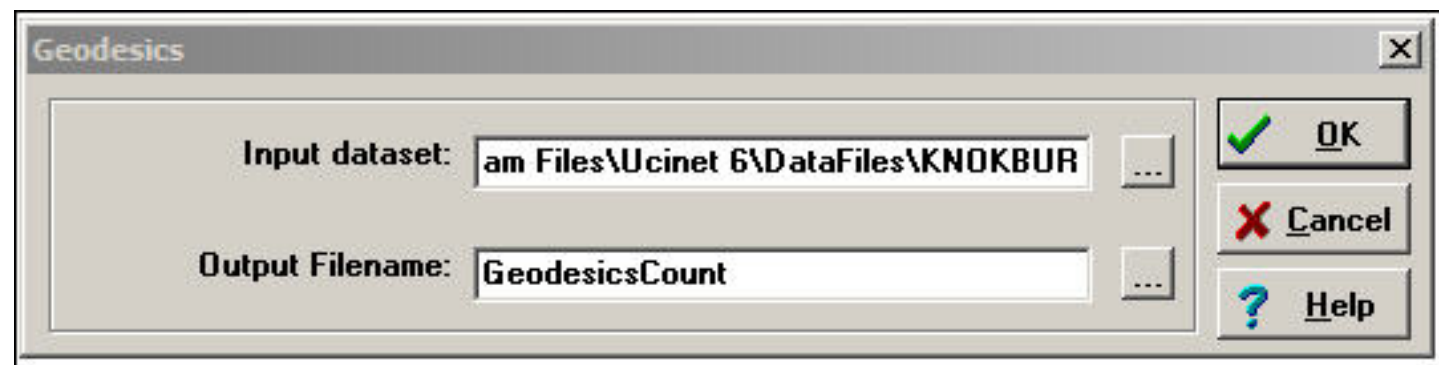 Geodesics
Input dataset: am Files\Ucinet 6\DataFiles\KNOKBUR ...
Output Filename: GeodesicsCount ...
OK
Cancel
Help